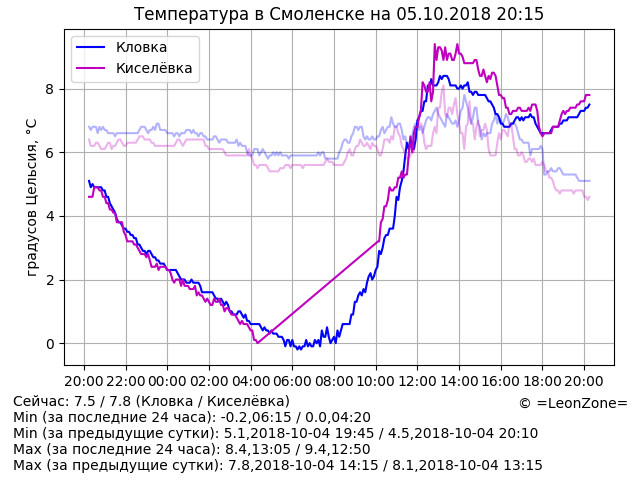 Температура в Смоленске на 05.10.2018 20:15
Кловка
Киселёвка
градусов Цельсия, °C
8
6
4
2
0
20:00 22:00 00:00 02:00 04:00 06:00 08:00 10:00 12:00 14:00 16:00 18:00 20:00
Сейчас: 7.5 / 7.8 (Кловка / Киселёвка)
© =LeonZone=
Min (за последние 24 часа): -0.2,06:15 / 0.0,04:20
Min (за предыдущие сутки): 5.1,2018-10-04 19:45 / 4.5,2018-10-04 20:10
Max (за последние 24 часа): 8.4,13:05 / 9.4,12:50
Max (за предыдущие сутки): 7.8,2018-10-04 14:15 / 8.1,2018-10-04 13:15